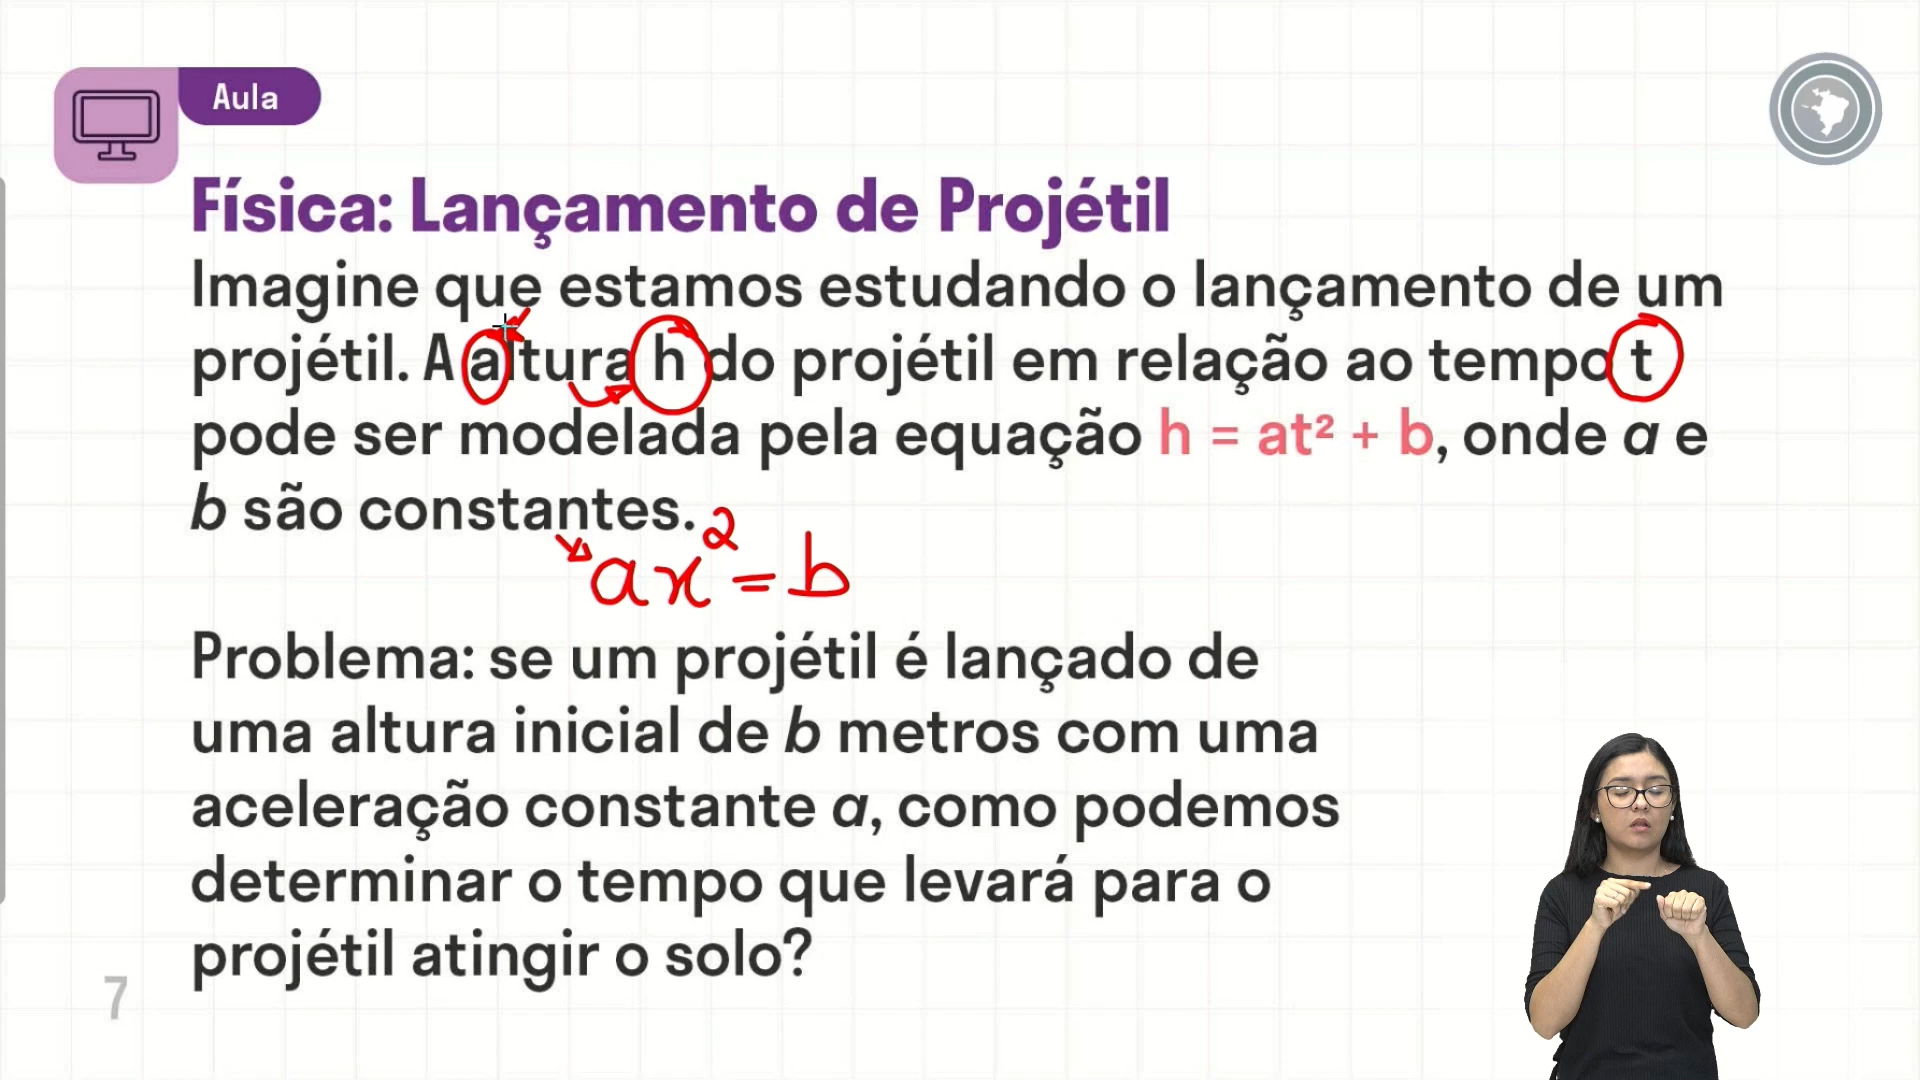 Aula
Física: Lançamento de Projétil
Imagine que estamos estudando o lançamento de um
projétil. A altura h do projétil em relação ao tempo t
pode ser modelada pela equação h = at² + b, onde a e
b são constantes.
ax² = b
Problema: se um projétil é lançado de
uma altura inicial de b metros com uma
aceleração constante a, como podemos
determinar o tempo que levará para o
projétil atingir o solo?
7